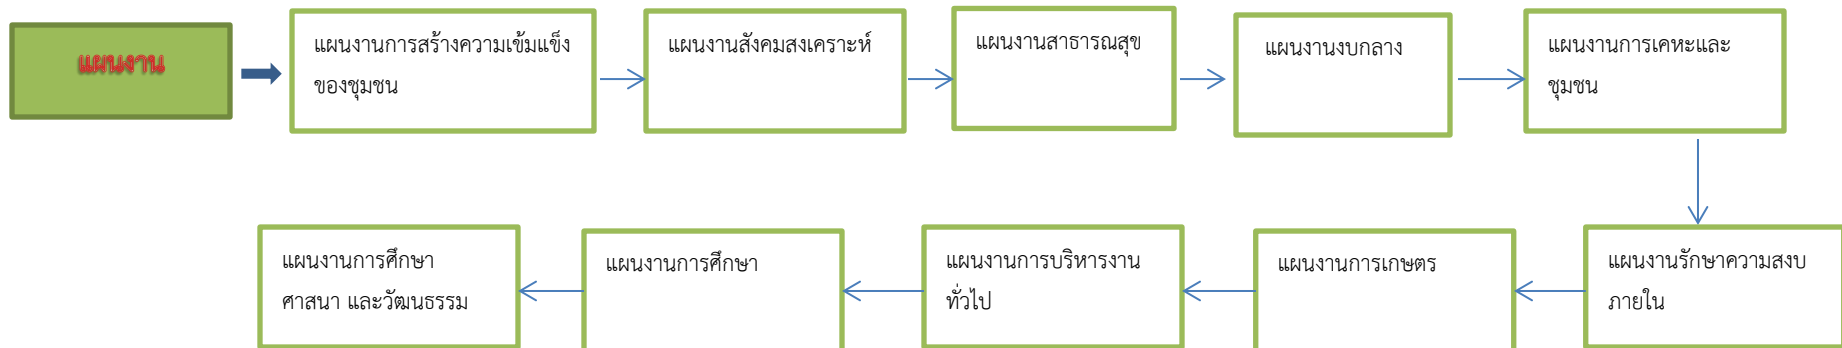 แผนงาน
แผนงานการสร้างความเข้มแข็ง
ของชุมชน
แผนงานสังคมสงเคราะห์
แผนงานสาธารณสุข
แผนงานงบกลาง
แผนงานการเคหะและ
ชุมชน
แผนงานรักษาความสงบ
ภายใน
แผนงานการเกษตร
แผนงานการบริหารงาน
ทั่วไป
แผนงานการศึกษา
แผนงานการศึกษา
ศาสนา และวัฒนธรรม